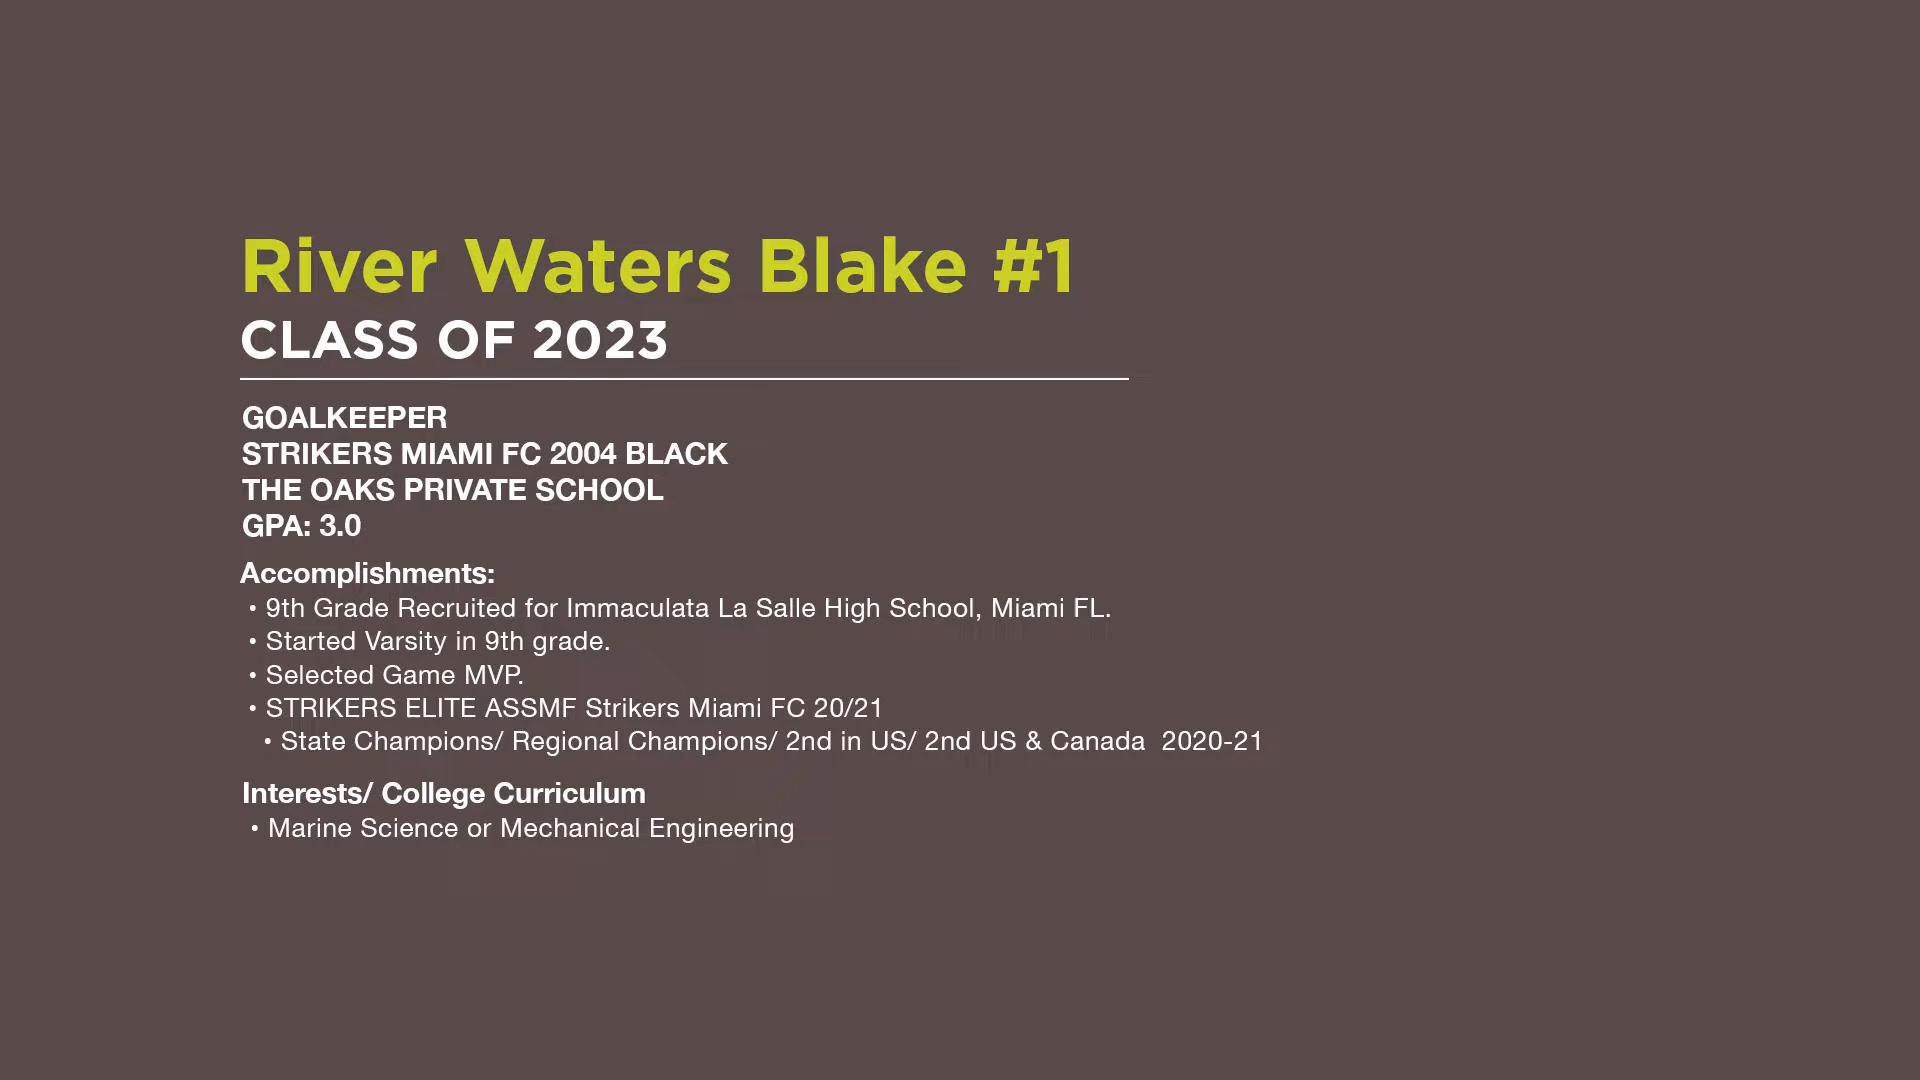 River Waters Blake #1
CLASS OF 2023
GOALKEEPER
STRIKERS MIAMI FC 2004 BLACK
THE OAKS PRIVATE SCHOOL
GPA: 3.0
Accomplishments:
• 9th Grade Recruited for Immaculata La Salle High School, Miami FL.
• Started Varsity in 9th grade.
• Selected Game MVP.
• STRIKERS ELITE ASSMF Strikers Miami FC 20/21
• State Champions/ Regional Champions/ 2nd in US/ 2nd US & Canada  2020-21
Interests/ College Curriculum
• Marine Science or Mechanical Engineering